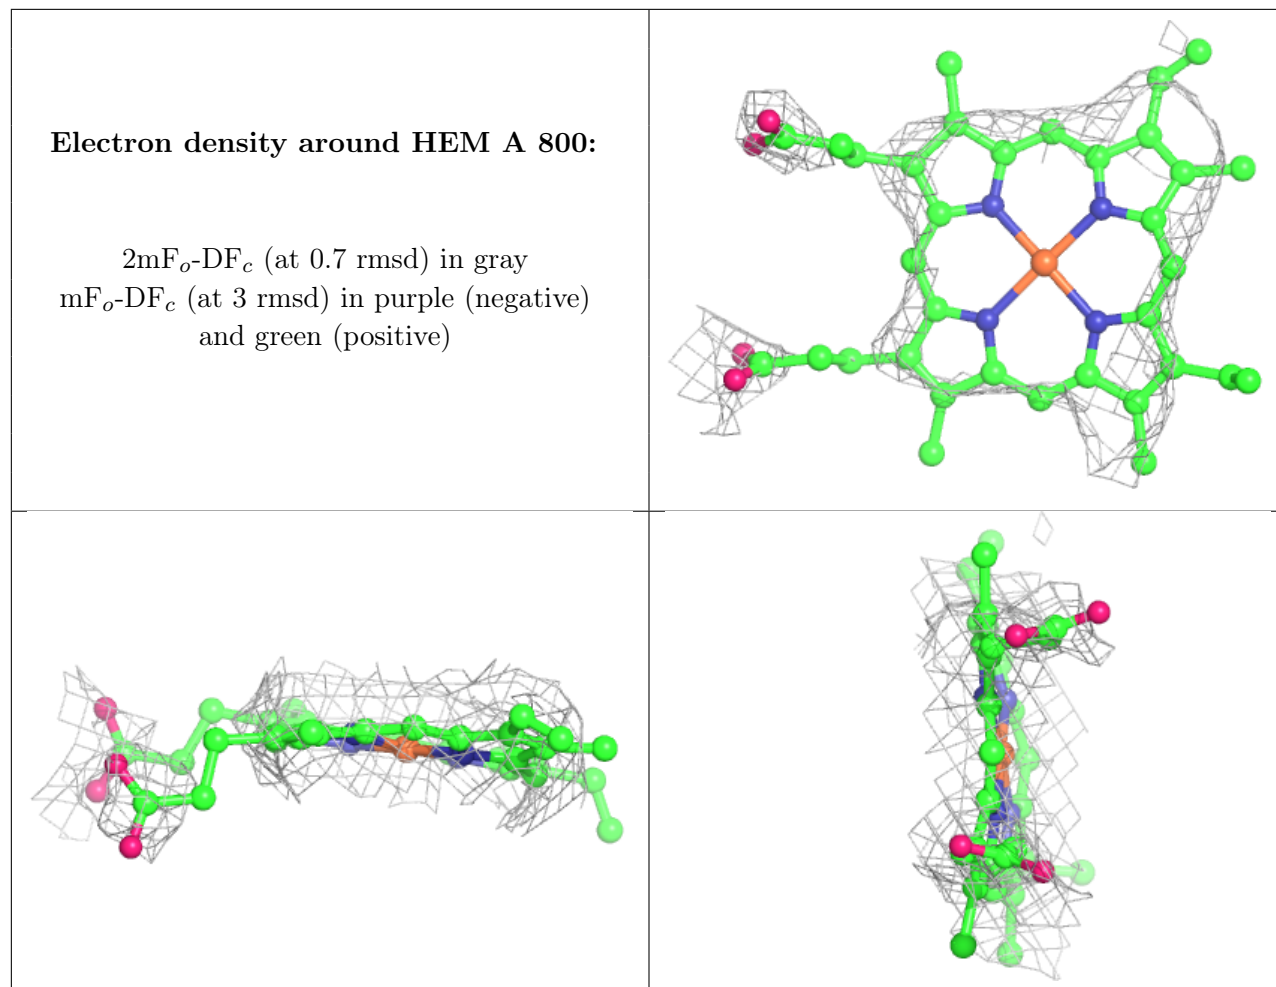 Electron density around HEM A 800:
2mFo-DFc (at 0.7 rmsd) in gray
mFo-DFc (at 3 rmsd) in purple (negative)
and green (positive)